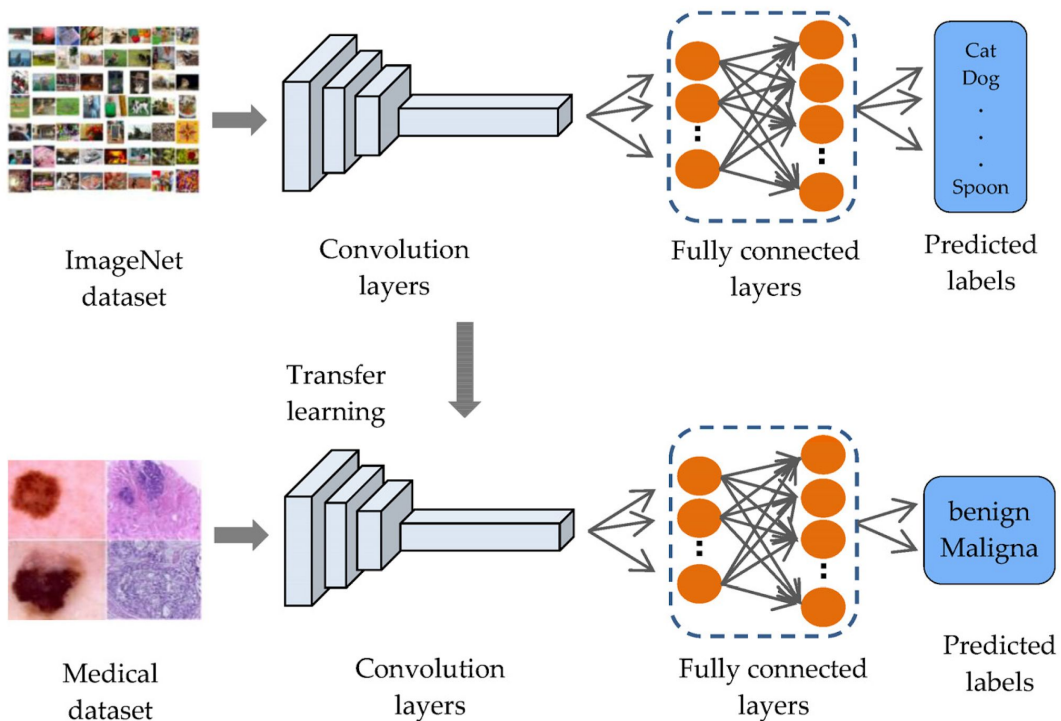 Cat
Dog
.
.
.
Spoon
ImageNet
dataset
Convolution
layers
Fully connected
layers
Predicted
labels
Transfer
learning
benign
Maligna
Medical
dataset
Convolution
layers
Fully connected
layers
Predicted
labels